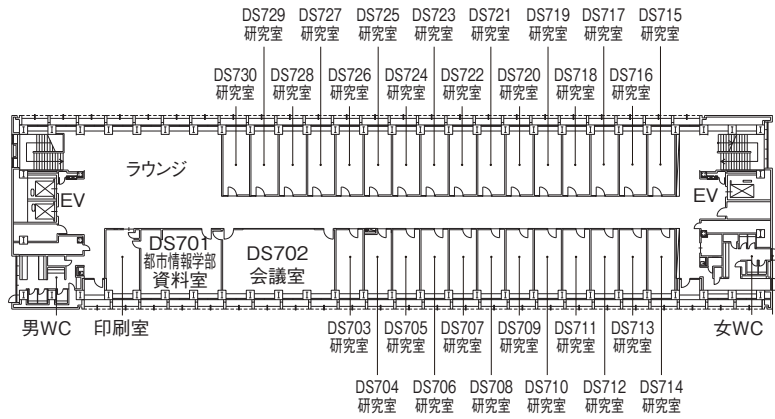 DS729 DS727 DS725 DS723 DS721 DS719 DS717 DS715
研究室 研究室 研究室 研究室 研究室 研究室 研究室 研究室
DS730 DS728 DS726 DS724 DS722 DS720 DS718 DS716
研究室 研究室 研究室 研究室 研究室 研究室 研究室 研究室
ラウンジ
EV
EV
DS701
都市情報学部
資料室
DS702
会議室
男WC
印刷室
女WC
DS703 DS705 DS707 DS709 DS711 DS713
研究室 研究室 研究室 研究室 研究室 研究室
DS704 DS706 DS708 DS710 DS712 DS714
研究室 研究室 研究室 研究室 研究室 研究室